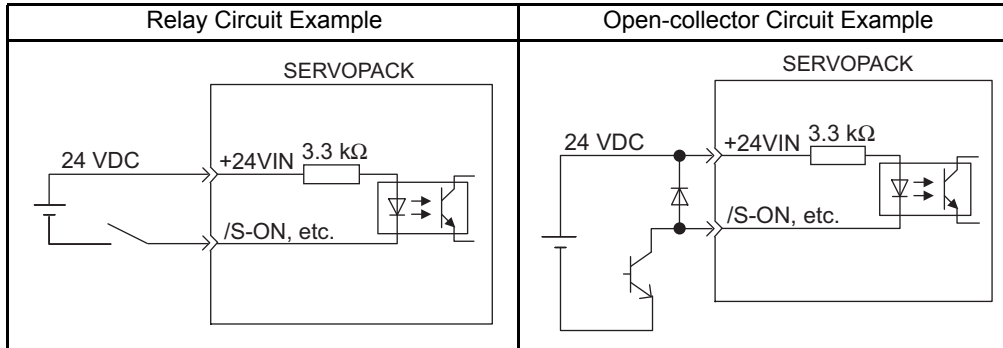 Relay Circuit Example
Open-collector Circuit Example
SERVOPACK
24 VDC
+24VIN
3.3 kΩ
/S-ON, etc.
SERVOPACK
24 VDC
+24VIN
3.3 kΩ
/S-ON, etc.